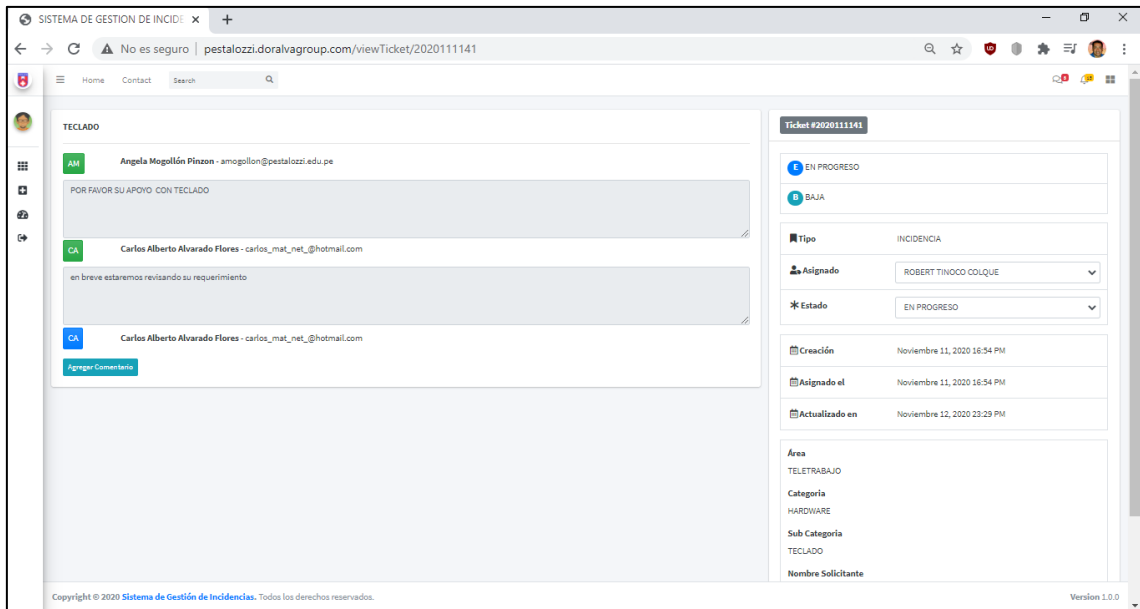 SISTEMA DE GESTION DE INCIDE
No es seguro | pestalozzi.doralvagroup.com/viewTicket/2020111141
Home Contact Search
TECLADO
AM Angela Mogollón Pinzon - amogollon@pestalozzi.edu.pe
POR FAVOR SU APOYO CON TECLADO
CA Carlos Alberto Alvarado Flores - carlos_mat_net_@hotmail.com
en breve estaremos revisando su requerimiento
CA Carlos Alberto Alvarado Flores - carlos_mat_net_@hotmail.com
Agregar Comentario
Ticket #2020111141
E EN PROGRESO
B BAJA
Tipo INCIDENCIA
Asignado ROBERT TINOCO COLQUE
Estado EN PROGRESO
Creación Noviembre 11, 2020 16:54 PM
Asignado el Noviembre 11, 2020 16:54 PM
Actualizado en Noviembre 12, 2020 23:29 PM
Área
TELETRABAJO
Categoria
HARDWARE
Sub Categoria
TECLADO
Nombre Solicitante
Copyright © 2020 Sistema de Gestión de Incidencias. Todos los derechos reservados.
Version 1.0.0